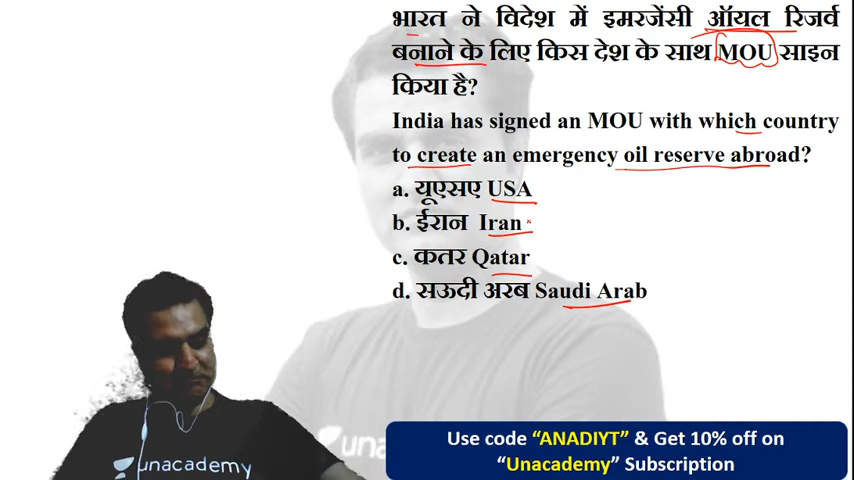 भारत ने विदेश में इमरजेंसी ऑयल रिजर्व
बनाने के लिए किस देश के साथ MOU साइन
किया है?
India has signed an MOU with which country
to create an emergency oil reserve abroad?
a. यूएसए USA
b. ईरान Iran
c. कतर Qatar
d. सऊदी अरब Saudi Arab
unacademy
una
Use code “ANADIYT” & Get 10% off on
“Unacademy” Subscription